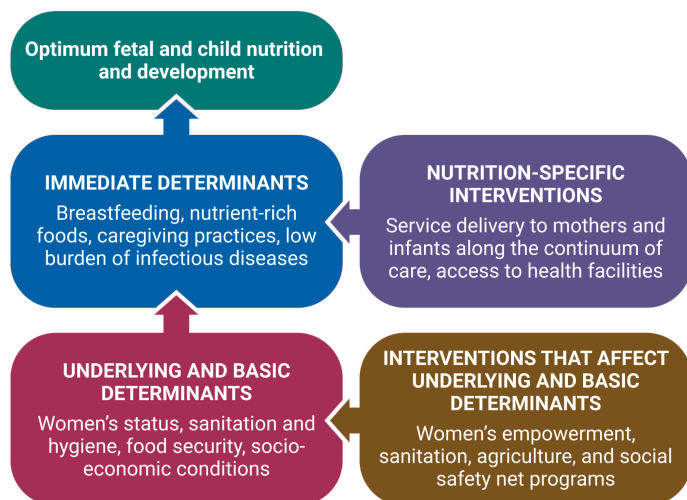 Optimum fetal and child nutrition
and development
IMMEDIATE DETERMINANTS
Breastfeeding, nutrient-rich
foods, caregiving practices, low
burden of infectious diseases
NUTRITION-SPECIFIC
INTERVENTIONS
Service delivery to mothers and
infants along the continuum of
care, access to health facilities
UNDERLYING AND BASIC
DETERMINANTS
Women’s status, sanitation and
hygiene, food security, socio-
economic conditions
INTERVENTIONS THAT AFFECT
UNDERLYING AND BASIC
DETERMINANTS
Women’s empowerment,
sanitation, agriculture, and social
safety net programs